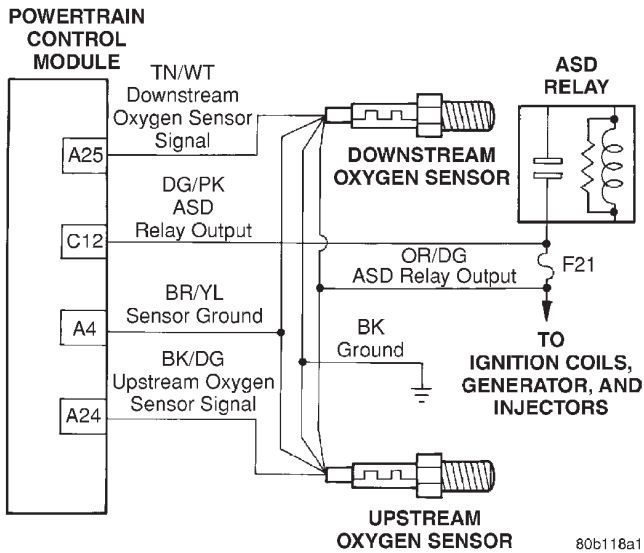 POWERTRAIN
CONTROL
MODULE
TN/WT
Downstream
Oxygen Sensor
Signal
A25
DG/PK
ASD
Relay Output
C12
BR/YL
Sensor Ground
A4
BK/DG
Upstream Oxygen
Sensor Signal
A24
DOWNSTREAM
OXYGEN SENSOR
ASD
RELAY
OR/DG
ASD Relay Output
F21
BK
Ground
TO
IGNITION COILS,
GENERATOR, AND
INJECTORS
UPSTREAM
OXYGEN SENSOR
80b118a1